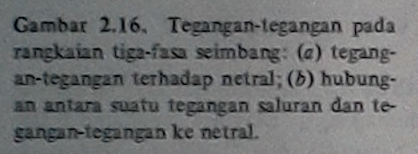 Gambar 2.16. Tegangan-tegangan pada
rangkaian tiga-fasa seimbang: (a) tegang-
an-tegangan terhadap netral; (b) hubung-
an antara suatu tegangan saluran dan te-
gangan-tegangan ke netral.